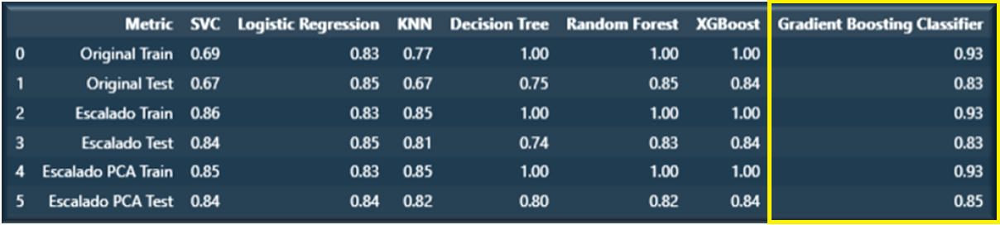 Metric SVC Logistic Regression KNN Decision Tree Random Forest XGBoost Gradient Boosting Classifier
0 Original Train 0.69 0.83 0.77 1.00 1.00 1.00 0.93
1 Original Test 0.67 0.85 0.67 0.75 0.85 0.84 0.83
2 Escalado Train 0.86 0.83 0.85 1.00 1.00 1.00 0.93
3 Escalado Test 0.84 0.85 0.81 0.74 0.83 0.84 0.83
4 Escalado PCA Train 0.85 0.83 0.85 1.00 1.00 1.00 0.93
5 Escalado PCA Test 0.84 0.84 0.82 0.80 0.82 0.84 0.85